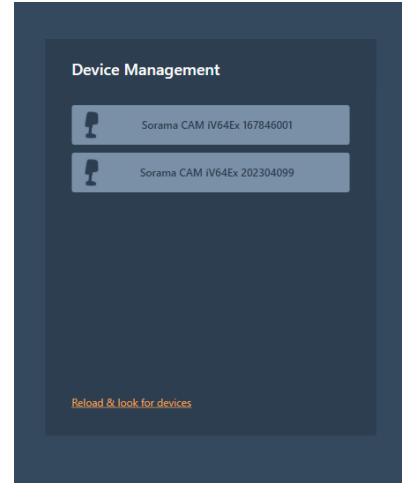 Device Management
Sorama CAM iV64Ex 167846001
Sorama CAM iV64Ex 202304099
Reload & look for devices